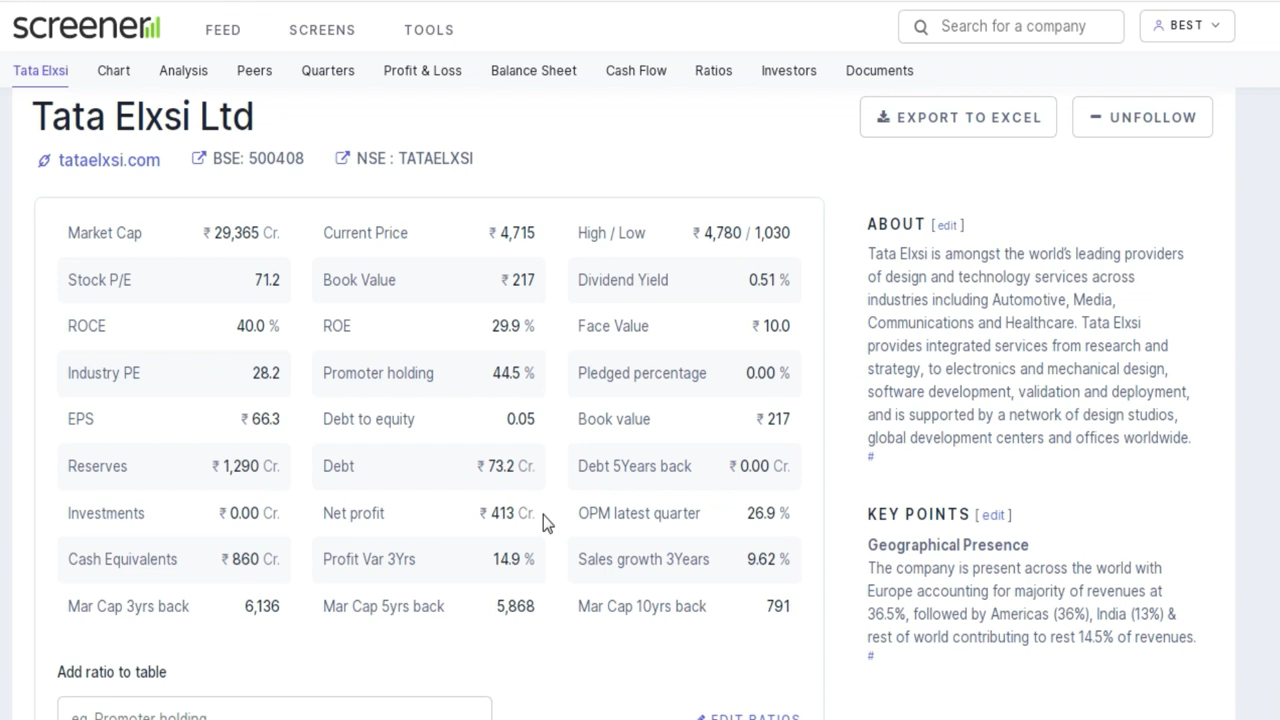 screener
FEED SCREENS TOOLS
Search for a company
BEST
Tata Elxsi Chart Analysis Peers Quarters Profit & Loss Balance Sheet Cash Flow Ratios Investors Documents
Tata Elxsi Ltd
EXPORT TO EXCEL
UNFOLLOW
tataelxsi.com BSE: 500408 NSE : TATAELXSI
Market Cap ₹ 29,365 Cr. Current Price ₹ 4,715 High / Low ₹ 4,780 / 1,030
Stock P/E 71.2 Book Value ₹ 217 Dividend Yield 0.51 %
ROCE 40.0 % ROE 29.9 % Face Value ₹ 10.0
Industry PE 28.2 Promoter holding 44.5 % Pledged percentage 0.00 %
EPS ₹ 66.3 Debt to equity 0.05 Book value ₹ 217
Reserves ₹ 1,290 Cr. Debt ₹ 73.2 Cr. Debt 5Years back ₹ 0.00 Cr.
Investments ₹ 0.00 Cr. Net profit ₹ 413 Cr. OPM latest quarter 26.9 %
Cash Equivalents ₹ 860 Cr. Profit Var 3Yrs 14.9 % Sales growth 3Years 9.62 %
Mar Cap 3yrs back 6,136 Mar Cap 5yrs back 5,868 Mar Cap 10yrs back 791
Add ratio to table
eg. Promoter holding
EDIT RATIOS
ABOUT [ edit ]
Tata Elxsi is amongst the world's leading providers
of design and technology services across
industries including Automotive, Media,
Communications and Healthcare. Tata Elxsi
provides integrated services from research and
strategy, to electronics and mechanical design,
software development, validation and deployment,
and is supported by a network of design studios,
global development centers and offices worldwide.
#
KEY POINTS [ edit ]
Geographical Presence
The company is present across the world with
Europe accounting for majority of revenues at
36.5%, followed by Americas (36%), India (13%) &
rest of world contributing to rest 14.5% of revenues.
#